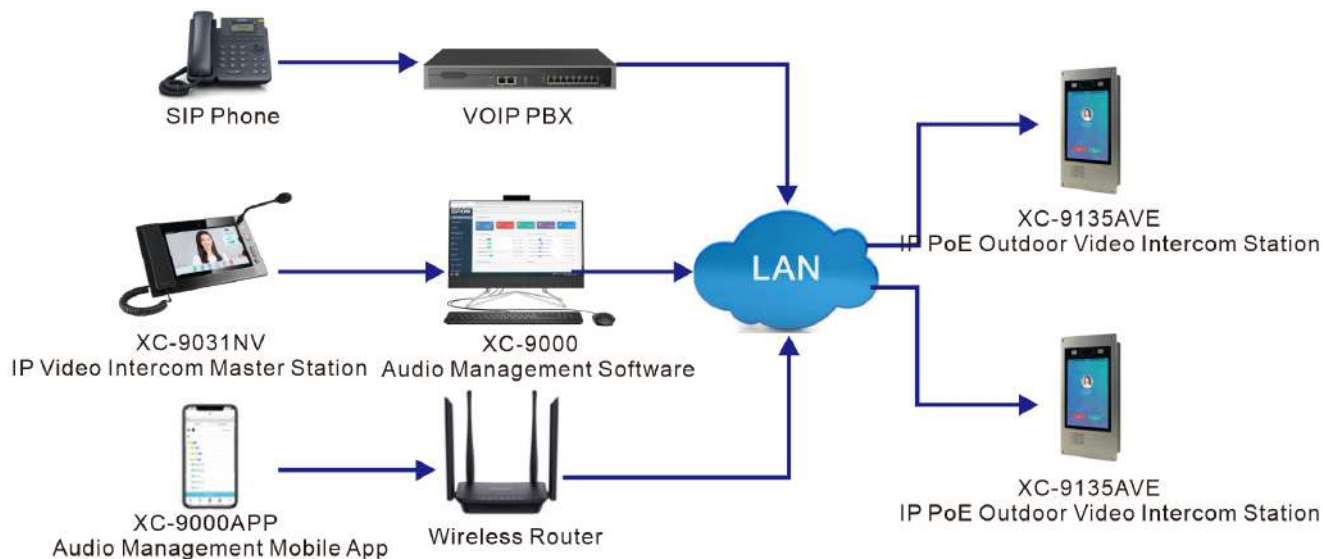 SIP Phone
VOIP PBX
XC-9135AVE
IP PoE Outdoor Video Intercom Station
LAN
SPON
XC-9031NV
IP Video Intercom Master Station
XC-9000
Audio Management Software
XC-9135AVE
IP PoE Outdoor Video Intercom Station
XC-9000APP
Audio Management Mobile App
Wireless Router